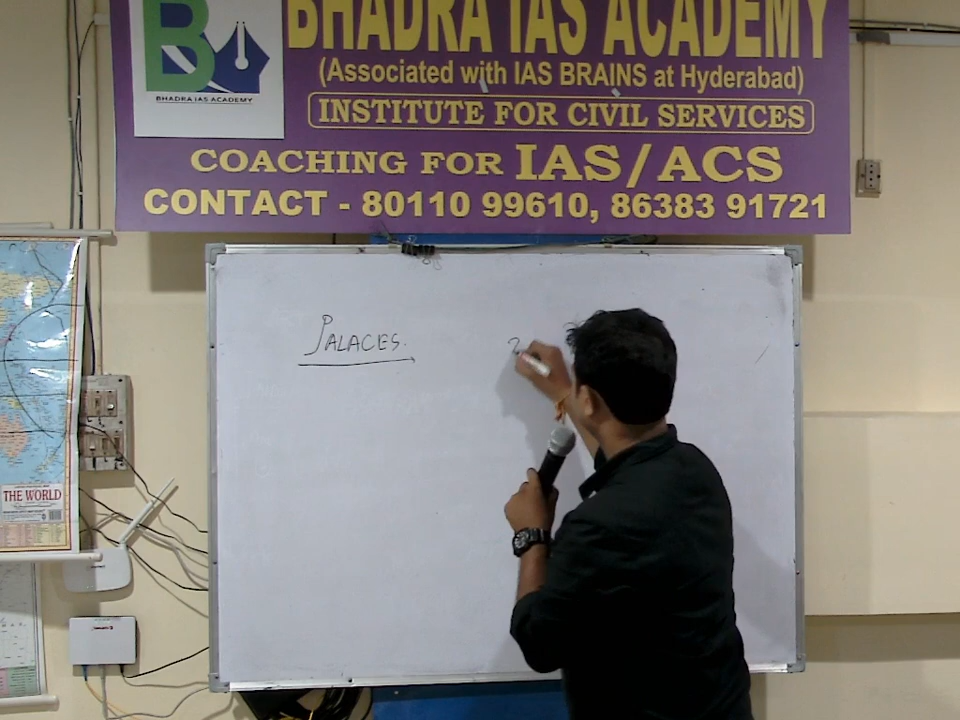 BHADRA IAS ACADEMY
B
BHADRA IAS ACADEMY
(Associated with IAS BRAINS at Hyderabad)
INSTITUTE FOR CIVIL SERVICES
COACHING FOR IAS/ACS
CONTACT - 80110 99610, 86383 91721
PALACES.
THE WORLD